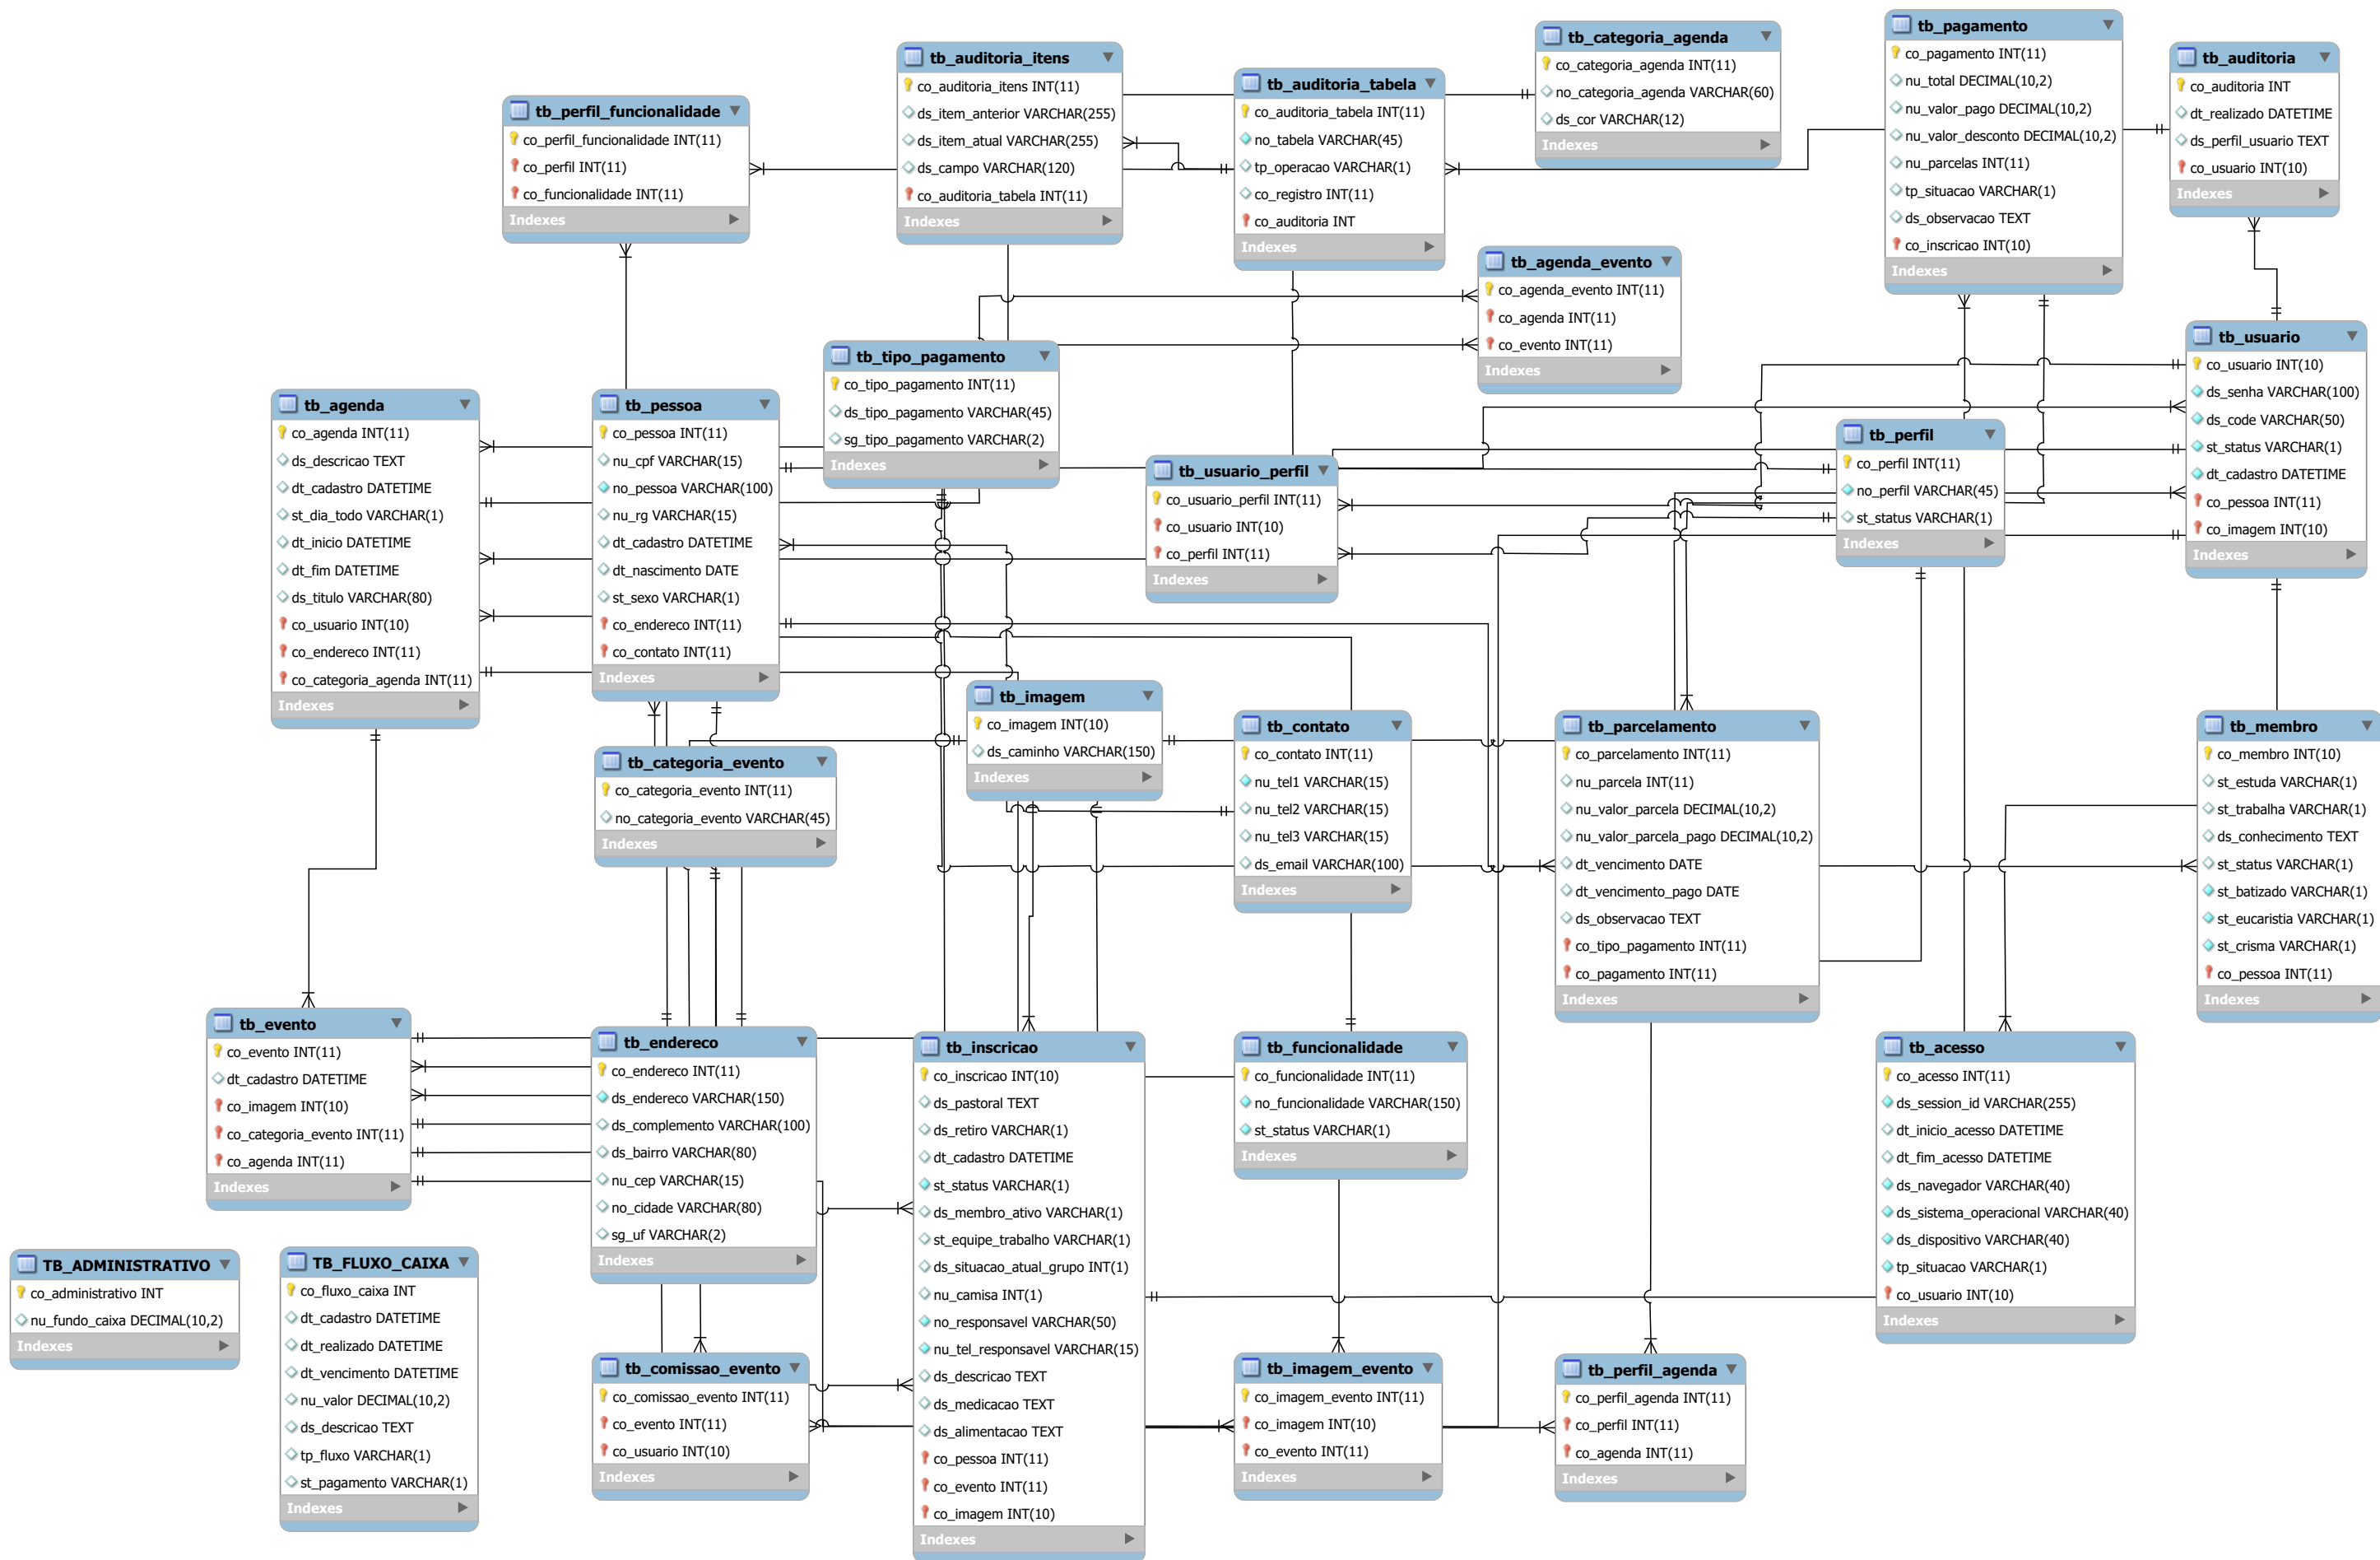 tb_perfil_funcionalidade
co_perfil_funcionalidade INT(11)
co_perfil INT(11)
co_funcionalidade INT(11)
Indexes
tb_auditoria_itens
co_auditoria_itens INT(11)
ds_item_anterior VARCHAR(255)
ds_item_atual VARCHAR(255)
ds_campo VARCHAR(120)
co_auditoria_tabela INT(11)
Indexes
tb_auditoria_tabela
co_auditoria_tabela INT(11)
no_tabela VARCHAR(45)
tp_operacao VARCHAR(1)
co_registro INT(11)
co_auditoria INT
Indexes
tb_categoria_agenda
co_categoria_agenda INT(11)
no_categoria_agenda VARCHAR(60)
ds_cor VARCHAR(12)
Indexes
tb_pagamento
co_pagamento INT(11)
nu_total DECIMAL(10,2)
nu_valor_pago DECIMAL(10,2)
nu_valor_desconto DECIMAL(10,2)
nu_parcelas INT(11)
tp_situacao VARCHAR(1)
ds_observacao TEXT
co_inscricao INT(10)
Indexes
tb_auditoria
co_auditoria INT
dt_realizado DATETIME
ds_perfil_usuario TEXT
co_usuario INT(10)
Indexes
tb_agenda_evento
co_agenda_evento INT(11)
co_agenda INT(11)
co_evento INT(11)
Indexes
tb_agenda
co_agenda INT(11)
ds_descricao TEXT
dt_cadastro DATETIME
st_dia_todo VARCHAR(1)
dt_inicio DATETIME
dt_fim DATETIME
ds_titulo VARCHAR(80)
co_usuario INT(10)
co_endereco INT(11)
co_categoria_agenda INT(11)
Indexes
tb_pessoa
co_pessoa INT(11)
nu_cpf VARCHAR(15)
no_pessoa VARCHAR(100)
nu_rg VARCHAR(15)
dt_cadastro DATETIME
dt_nascimento DATE
st_sexo VARCHAR(1)
co_endereco INT(11)
co_contato INT(11)
Indexes
tb_tipo_pagamento
co_tipo_pagamento INT(11)
ds_tipo_pagamento VARCHAR(45)
sg_tipo_pagamento VARCHAR(2)
Indexes
tb_usuario_perfil
co_usuario_perfil INT(11)
co_usuario INT(10)
co_perfil INT(11)
Indexes
tb_perfil
co_perfil INT(11)
no_perfil VARCHAR(45)
st_status VARCHAR(1)
Indexes
tb_usuario
co_usuario INT(10)
ds_senha VARCHAR(100)
ds_code VARCHAR(50)
st_status VARCHAR(1)
dt_cadastro DATETIME
co_pessoa INT(11)
co_imagem INT(10)
Indexes
tb_categoria_evento
co_categoria_evento INT(11)
no_categoria_evento VARCHAR(45)
Indexes
tb_imagem
co_imagem INT(10)
ds_caminho VARCHAR(150)
Indexes
tb_contato
co_contato INT(11)
nu_tel1 VARCHAR(15)
nu_tel2 VARCHAR(15)
nu_tel3 VARCHAR(15)
ds_email VARCHAR(100)
Indexes
tb_parcelamento
co_parcelamento INT(11)
nu_parcela INT(11)
nu_valor_parcela DECIMAL(10,2)
nu_valor_parcela_pago DECIMAL(10,2)
dt_vencimento DATE
dt_vencimento_pago DATE
ds_observacao TEXT
co_tipo_pagamento INT(11)
co_pagamento INT(11)
Indexes
tb_membro
co_membro INT(10)
st_estuda VARCHAR(1)
st_trabalha VARCHAR(1)
ds_conhecimento TEXT
st_status VARCHAR(1)
st_batizado VARCHAR(1)
st_eucaristia VARCHAR(1)
st_crisma VARCHAR(1)
co_pessoa INT(11)
Indexes
tb_evento
co_evento INT(11)
dt_cadastro DATETIME
co_imagem INT(10)
co_categoria_evento INT(11)
co_agenda INT(11)
Indexes
tb_endereco
co_endereco INT(11)
ds_endereco VARCHAR(150)
ds_complemento VARCHAR(100)
ds_bairro VARCHAR(80)
nu_cep VARCHAR(15)
no_cidade VARCHAR(80)
sg_uf VARCHAR(2)
Indexes
tb_inscricao
co_inscricao INT(10)
ds_pastoral TEXT
ds_retiro VARCHAR(1)
dt_cadastro DATETIME
st_status VARCHAR(1)
ds_membro_ativo VARCHAR(1)
st_equipe_trabalho VARCHAR(1)
ds_situacao_atual_grupo INT(1)
nu_camisa INT(1)
no_responsavel VARCHAR(50)
nu_tel_responsavel VARCHAR(15)
ds_descricao TEXT
ds_medicacao TEXT
ds_alimentacao TEXT
co_pessoa INT(11)
co_evento INT(11)
co_imagem INT(10)
Indexes
tb_funcionalidade
co_funcionalidade INT(11)
no_funcionalidade VARCHAR(150)
st_status VARCHAR(1)
Indexes
tb_acesso
co_acesso INT(11)
ds_session_id VARCHAR(255)
dt_inicio_acesso DATETIME
dt_fim_acesso DATETIME
ds_navegador VARCHAR(40)
ds_sistema_operacional VARCHAR(40)
ds_dispositivo VARCHAR(40)
tp_situacao VARCHAR(1)
co_usuario INT(10)
Indexes
TB_ADMINISTRATIVO
co_administrativo INT
nu_fundo_caixa DECIMAL(10,2)
Indexes
TB_FLUXO_CAIXA
co_fluxo_caixa INT
dt_cadastro DATETIME
dt_realizado DATETIME
dt_vencimento DATETIME
nu_valor DECIMAL(10,2)
ds_descricao TEXT
tp_fluxo VARCHAR(1)
st_pagamento VARCHAR(1)
Indexes
tb_comissao_evento
co_comissao_evento INT(11)
co_evento INT(11)
co_usuario INT(10)
Indexes
tb_imagem_evento
co_imagem_evento INT(11)
co_imagem INT(10)
co_evento INT(11)
Indexes
tb_perfil_agenda
co_perfil_agenda INT(11)
co_perfil INT(11)
co_agenda INT(11)
Indexes